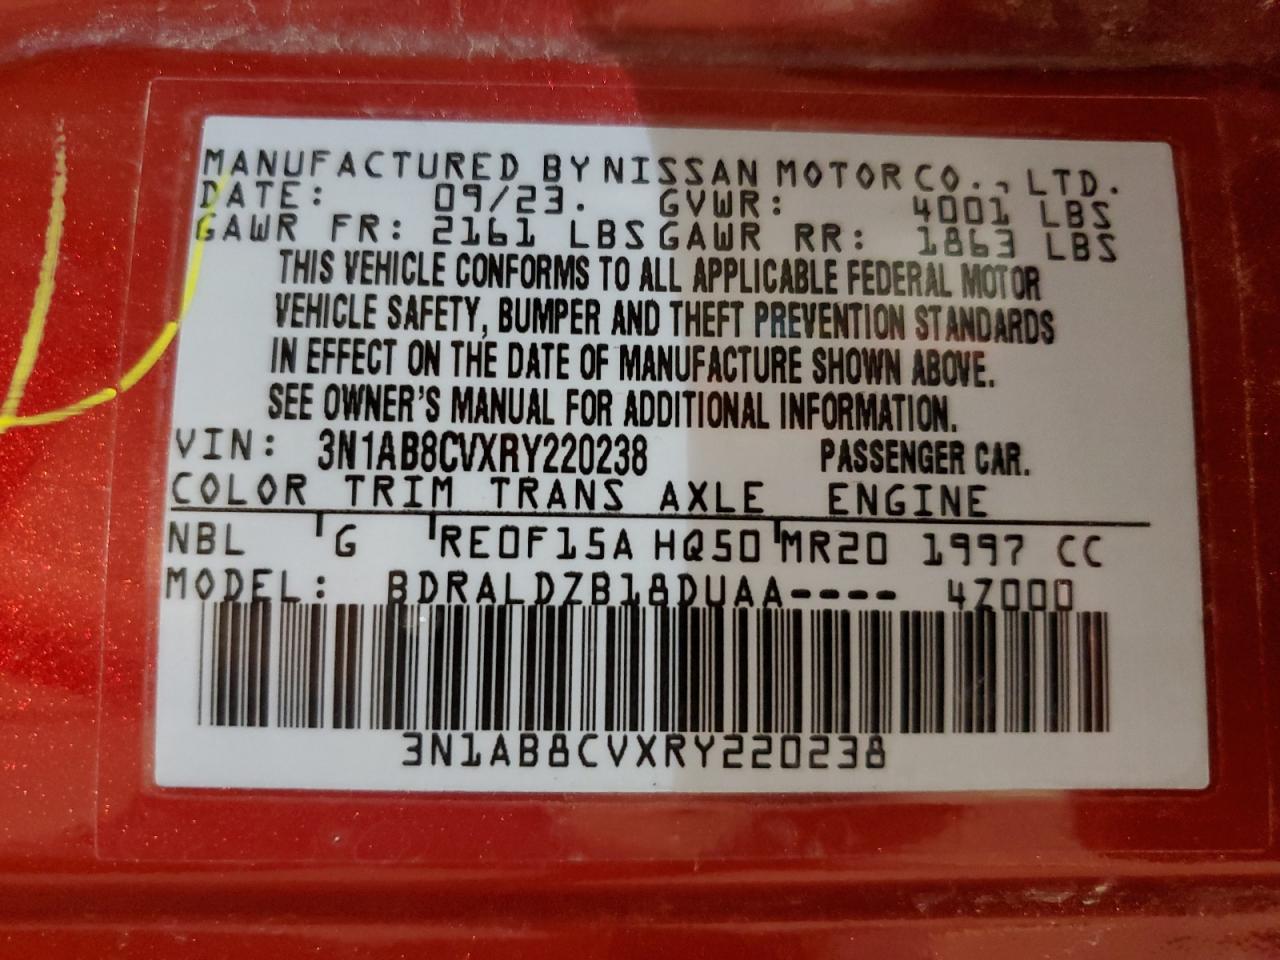 MANUFACTURED BY NISSAN MOTOR CO., LTD.
DATE: 09/23. GVWR: 4001 LBS
GAWR FR: 2161 LBS GAWR RR: 1863 LBS
THIS VEHICLE CONFORMS TO ALL APPLICABLE FEDERAL MOTOR
VEHICLE SAFETY, BUMPER AND THEFT PREVENTION STANDARDS
IN EFFECT ON THE DATE OF MANUFACTURE SHOWN ABOVE.
SEE OWNER'S MANUAL FOR ADDITIONAL INFORMATION.
VIN: 3N1AB8CVXRY220238 PASSENGER CAR.
COLOR TRIM TRANS AXLE ENGINE
NBL G RE0F15A HQ50 MR20 1997 CC
MODEL: BDRALDZB18DUAA---- 4Z000
3N1AB8CVXRY220238